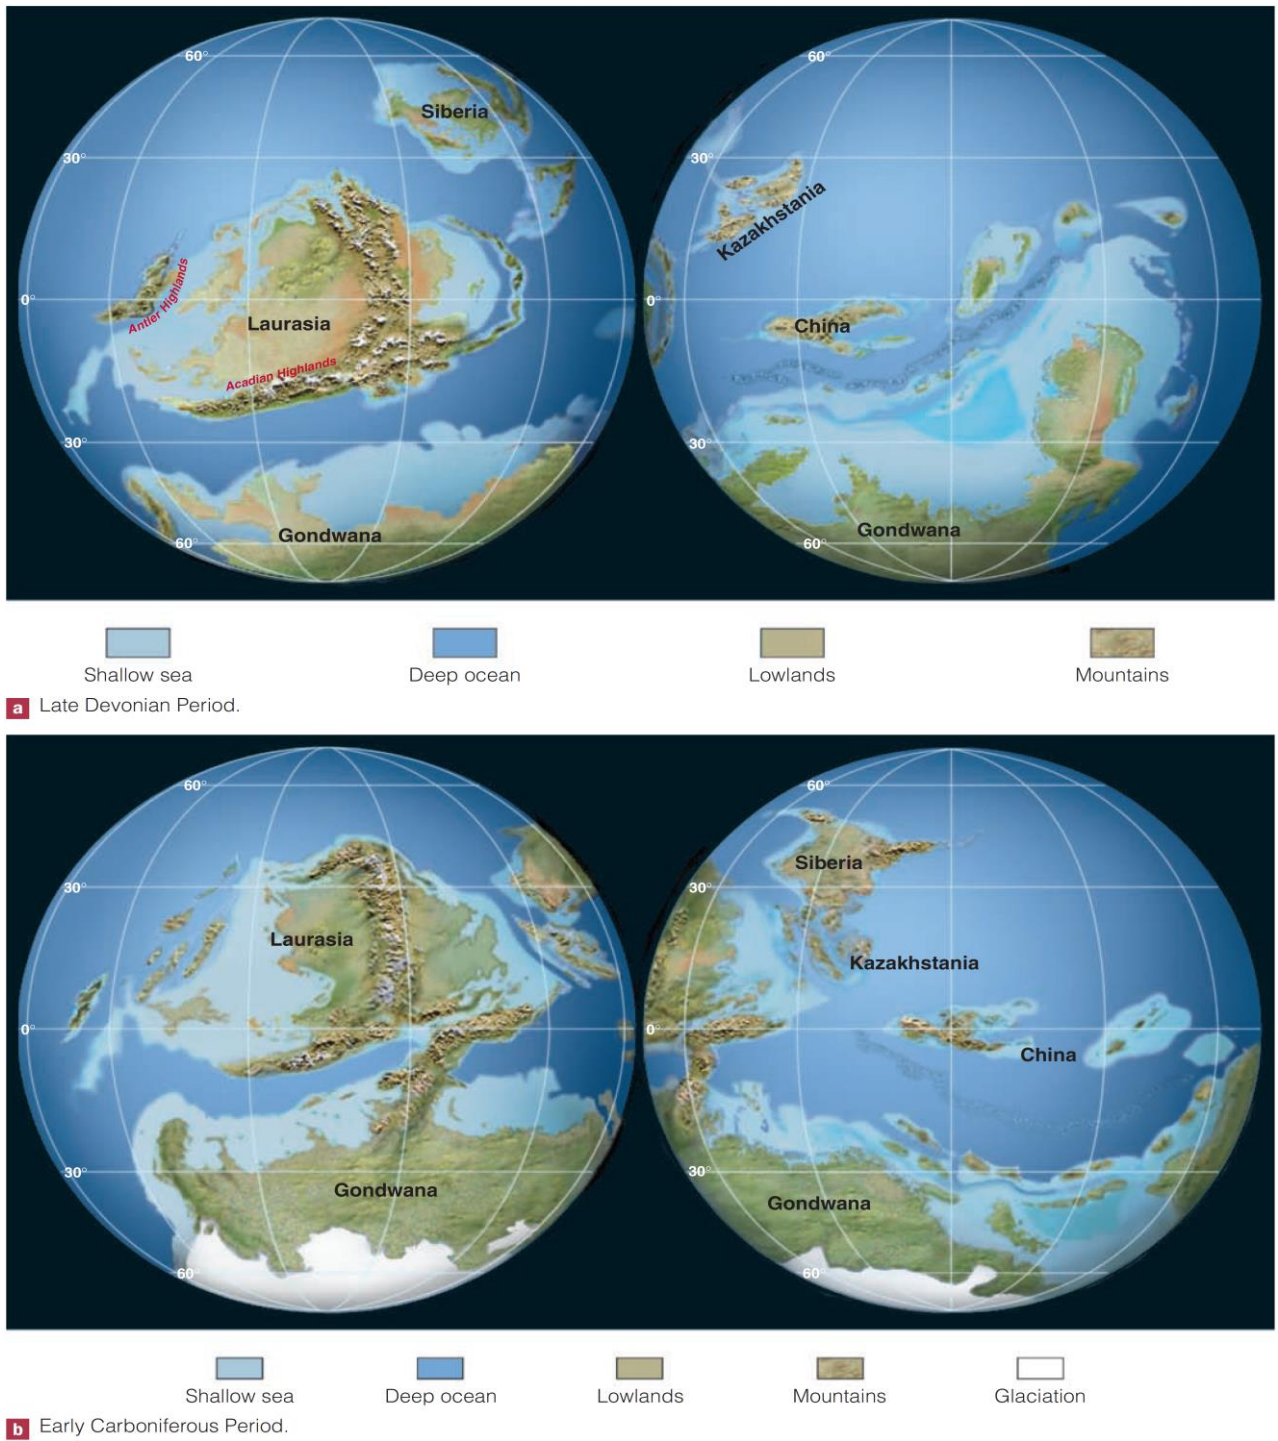 60°
60°
Siberia
30°
30°
Kazakhstania
Antler Highlands
0°
0°
Laurasia
China
Acadian Highlands
30°
30°
Gondwana
Gondwana
60°
60°
Shallow sea
Deep ocean
Lowlands
Mountains
a Late Devonian Period.
60°
60°
Siberia
30°
30°
Laurasia
Kazakhstania
0°
0°
China
30°
30°
Gondwana
Gondwana
60°
60°
Shallow sea
Deep ocean
Lowlands
Mountains
Glaciation
b Early Carboniferous Period.